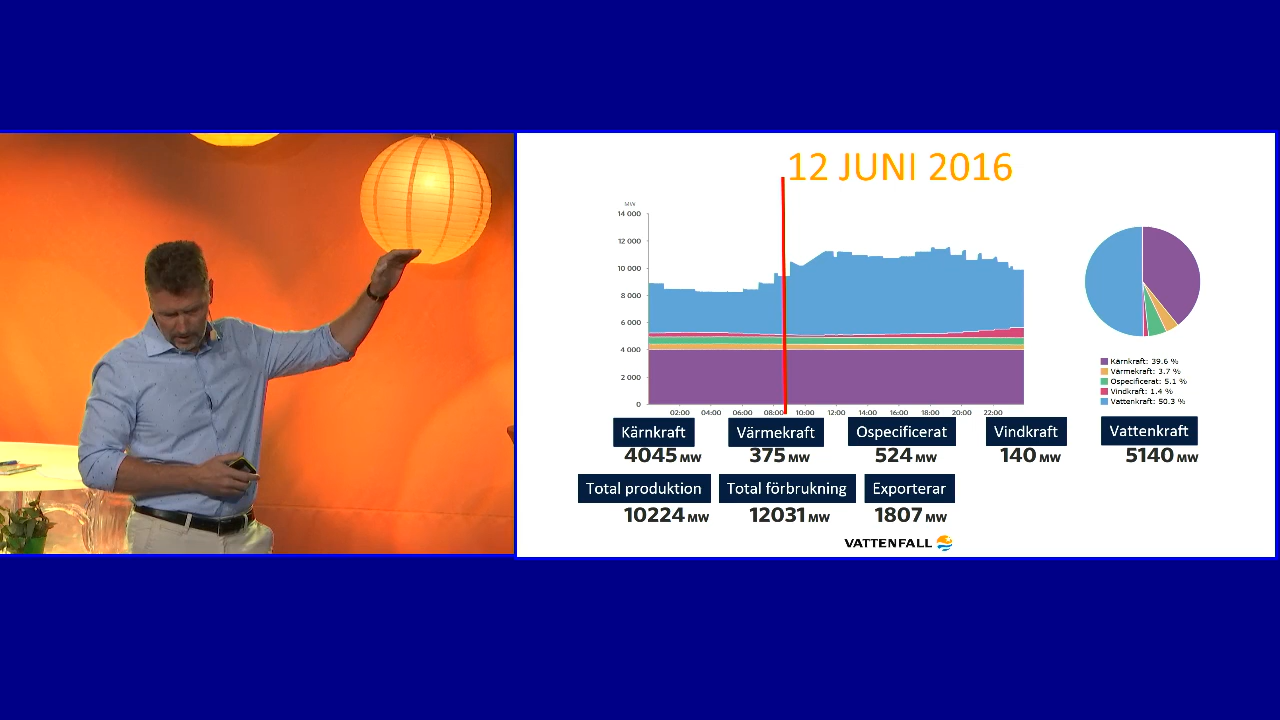 12 JUNI 2016
MW
14 000
12 000
10 000
8 000
6 000
4 000
2 000
0
02:00 04:00 06:00 08:00 10:00 12:00 14:00 16:00 18:00 20:00 22:00
Kärnkraft: 39.6 %
Värmekraft: 3.7 %
Ospecificerat: 5.1 %
Vindkraft: 1.4 %
Vattenkraft: 50.3 %
Kärnkraft Värmekraft Ospecificerat Vindkraft Vattenkraft
4045 MW 375 MW 524 MW 140 MW 5140 MW
Total produktion Total förbrukning Exporterar
10224 MW 12031 MW 1807 MW
VATTENFALL